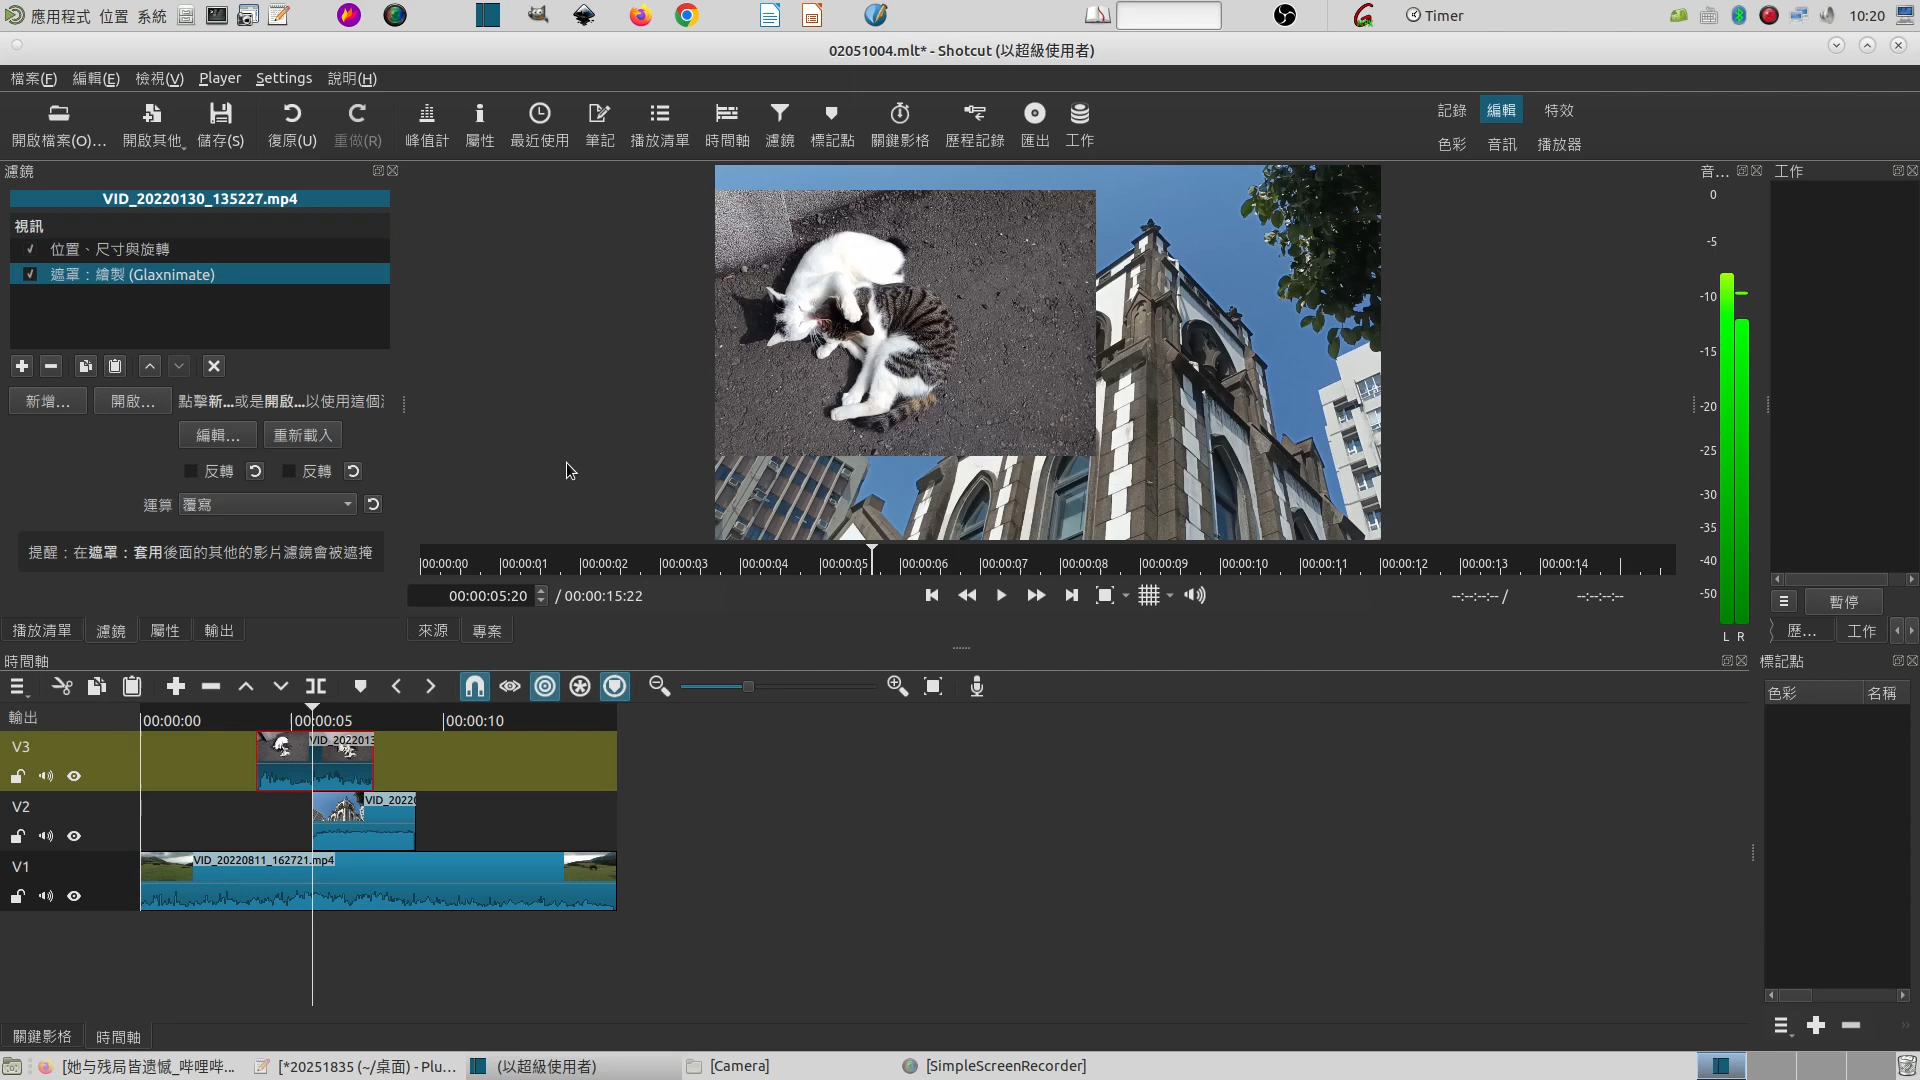 應用程式 位置 系統
Timer
10:20
02051004.mlt* - Shotcut (以超級使用者)
檔案(F) 編輯(E) 檢視(V) Player Settings 說明(H)
開啟檔案(O)... 開啟其他. 儲存(S) 復原(U) 重做(R) 峰值計 屬性 最近使用 筆記 播放清單 時間軸 濾鏡 標記點 關鍵影格 歷程記錄 匯出 工作
記錄 編輯 特效
色彩 音訊 播放器
濾鏡
音...
工作
VID_20220130_135227.mp4
視訊
位置、尺寸與旋轉
遮罩：繪製 (Glaxnimate)
新增... 開啟... 點擊新...或是開啟...以使用這個
編輯... 重新載入
反轉 反轉
運算 覆寫
提醒：在遮罩：套用後面的其他的影片濾鏡會被遮掩
0
-5
-10
-15
-20
-25
-30
-35
-40
-50
L R
00:00:00 00:00:01 00:00:02 00:00:03 00:00:04 00:00:05 00:00:06 00:00:07 00:00:08 00:00:09 00:00:10 00:00:11 00:00:12 00:00:13 00:00:14
00:00:05:20 / 00:00:15:22
--:--:--:-- / --:--:--:--
暫停
播放清單 濾鏡 屬性 輸出
來源 專案
歷... 工作
時間軸
標記點
色彩 名稱
輸出
00:00:00 00:00:05 00:00:10
V3
VID_2022013
V2
VID_2022
V1
VID_20220811_162721.mp4
關鍵影格 時間軸
[她与残局皆遗憾_哔哩哔... [*20251835 (~/桌面) - Plu... (以超級使用者) [Camera] [SimpleScreenRecorder]